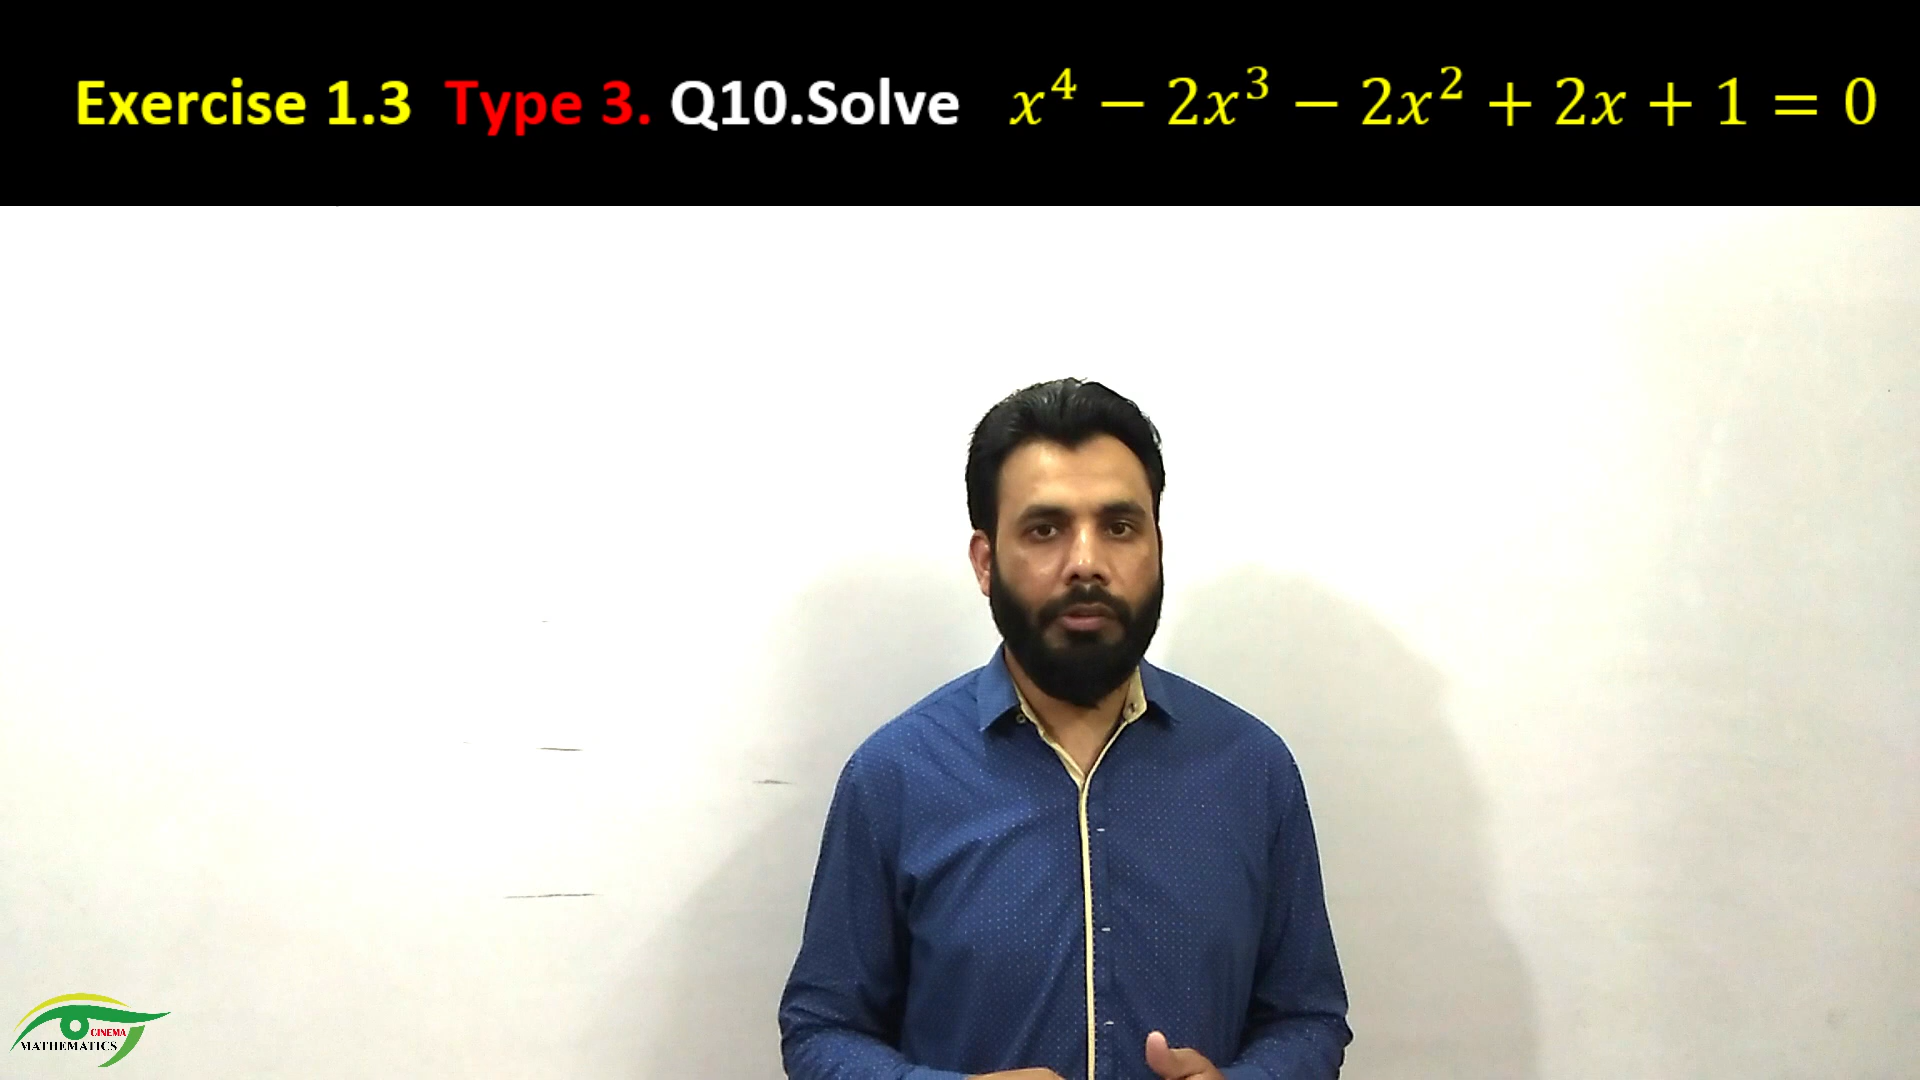 Exercise 1.3 Type 3. Q10.Solve x⁴ − 2x³ − 2x² + 2x + 1 = 0
CINEMA
MATHEMATICS